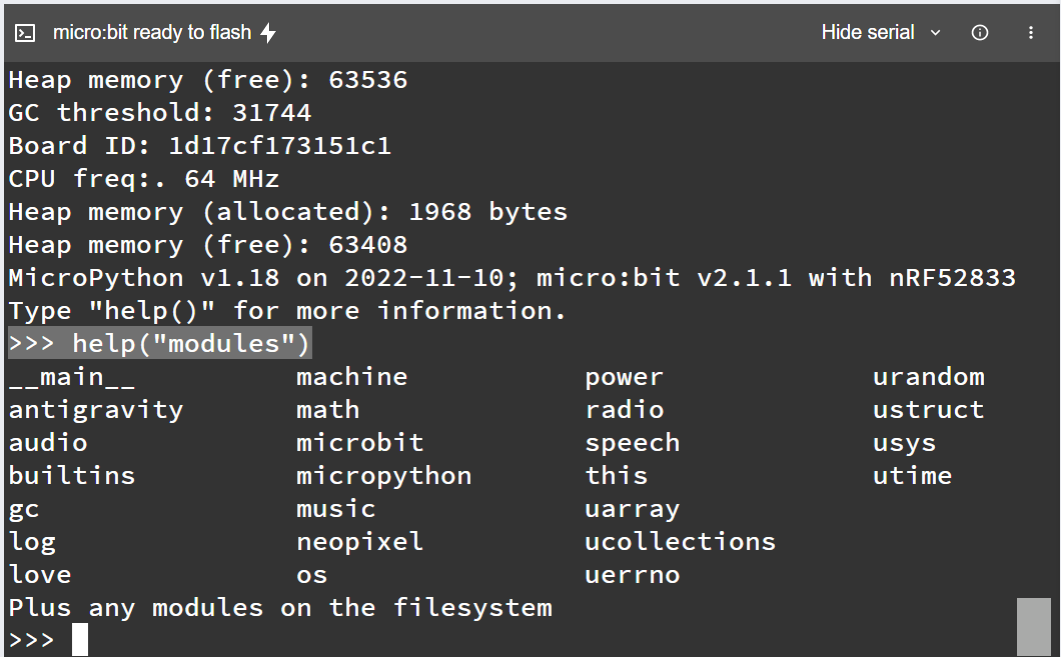 micro:bit ready to flash Hide serial
Heap memory (free): 63536
GC threshold: 31744
Board ID: 1d17cf173151c1
CPU freq:. 64 MHz
Heap memory (allocated): 1968 bytes
Heap memory (free): 63408
MicroPython v1.18 on 2022-11-10; micro:bit v2.1.1 with nRF52833
Type "help()" for more information.
>>> help("modules")
__main__ machine power urandom
antigravity math radio ustruct
audio microbit speech usys
builtins micropython this utime
gc music uarray
log neopixel ucollections
love os uerrno
Plus any modules on the filesystem
>>>